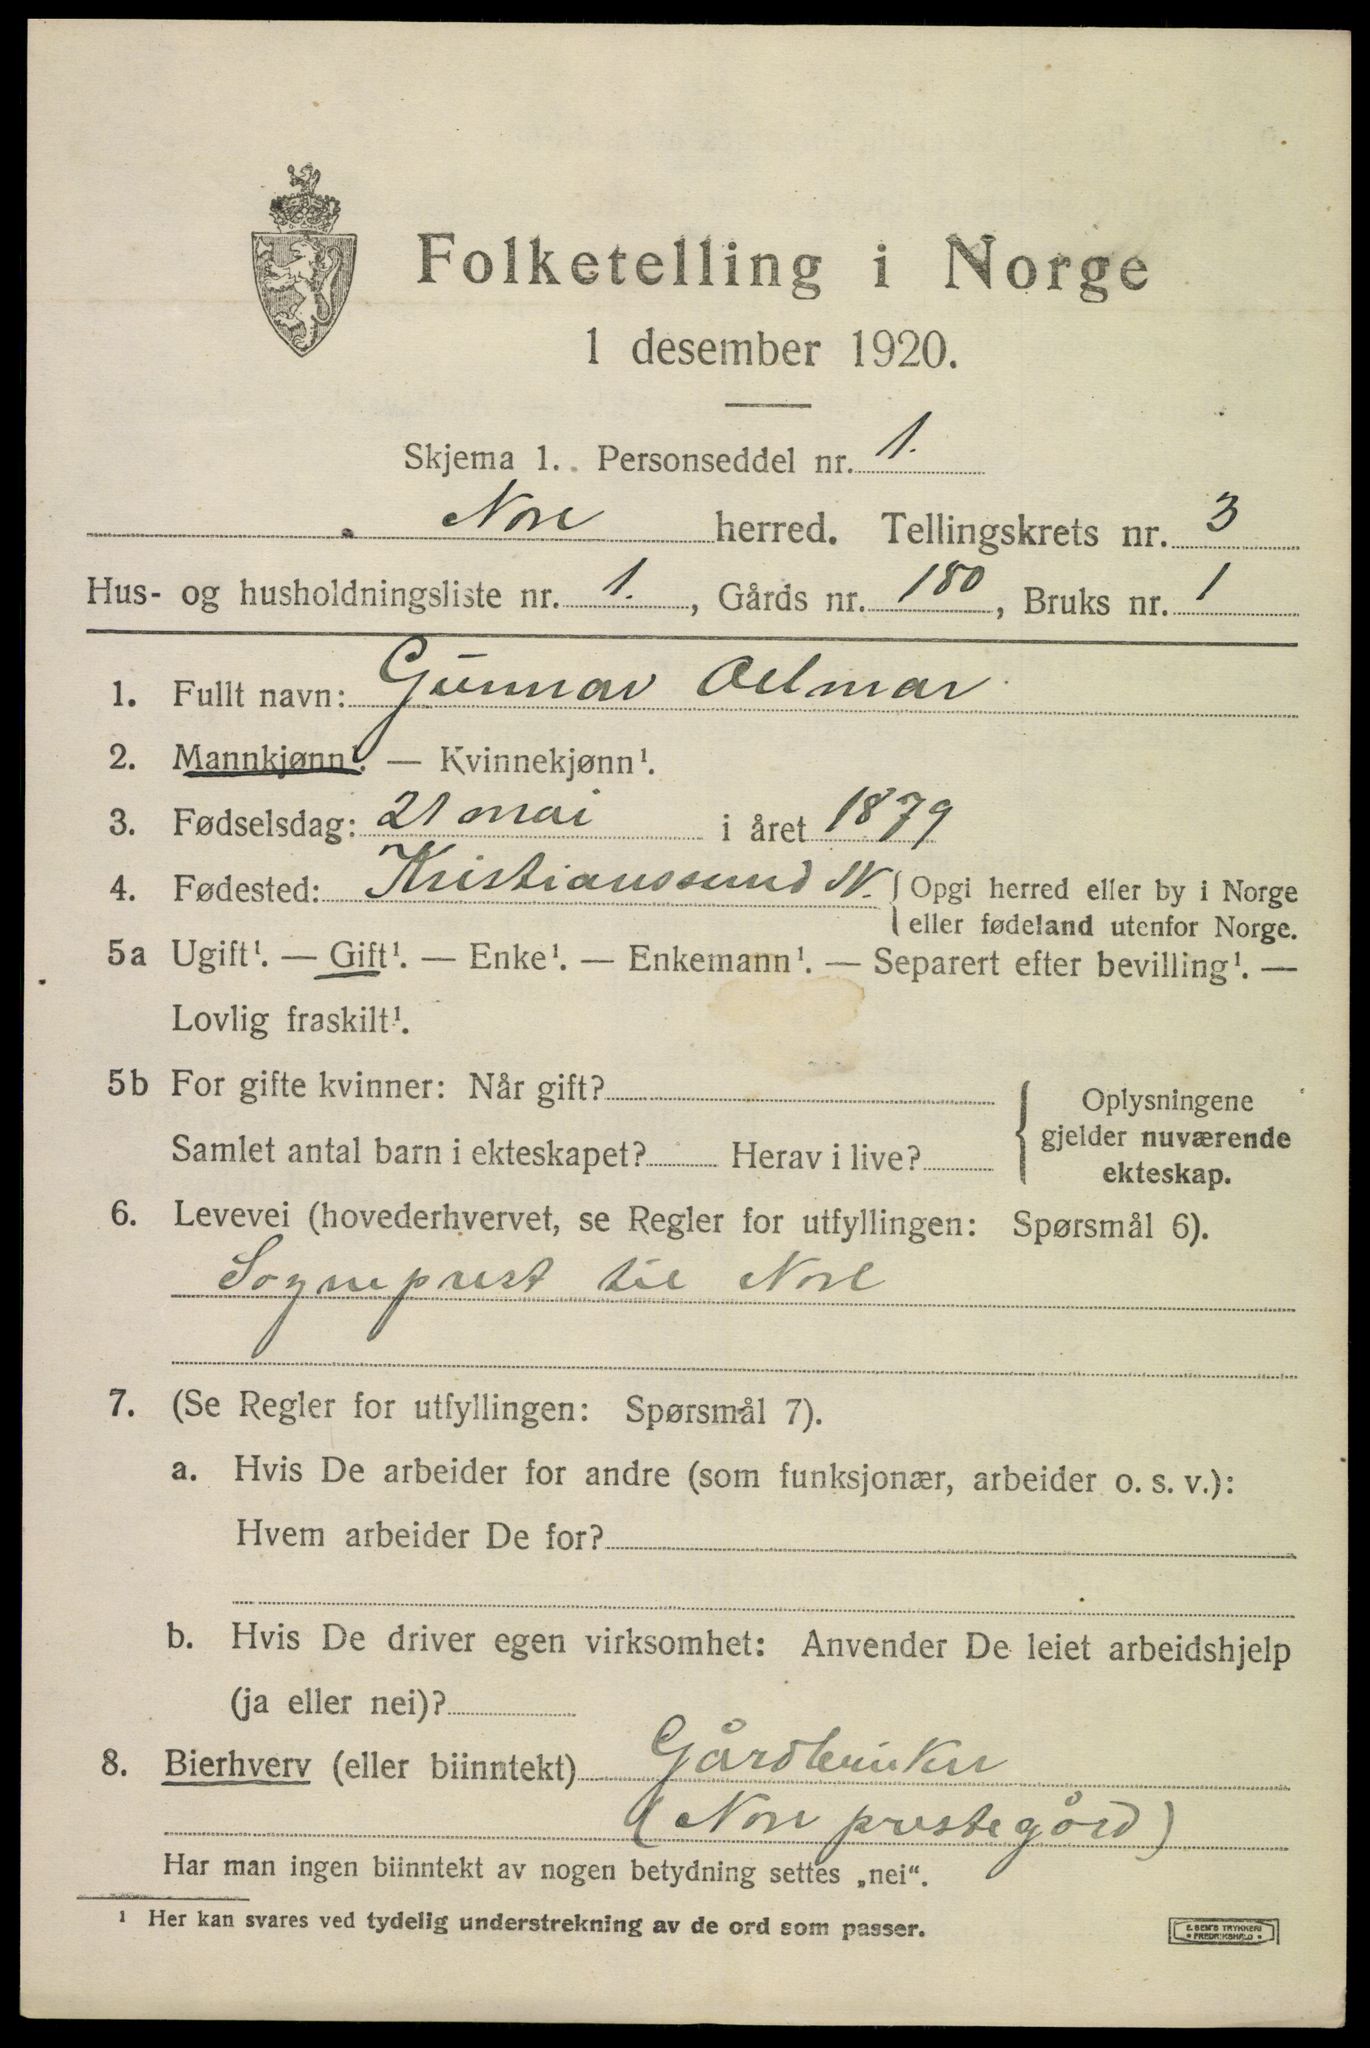 Folketelling i Norge
1 desember 1920.
Skjema 1. Personseddel nr. 1.
Nore herred. Tellingskrets nr. 3
Hus- og husholdningsliste nr. 1. , Gårds nr. 180 , Bruks nr. 1
1. Fullt navn: Gunnar Oelmar
2. Mannkjønn¹. — Kvinnekjønn¹.
3. Fødselsdag: 21 mai i året 1879
4. Fødested: Kristianssund N. { Opgi herred eller by i Norge
eller fødeland utenfor Norge.
5a Ugift¹. — Gift¹. — Enke¹. — Enkemann¹. — Separert efter bevilling¹. —
Lovlig fraskilt¹.
5b For gifte kvinner: Når gift? { Oplysningene
gjelder nuværende
Samlet antal barn i ekteskapet? Herav i live?
ekteskap.
6. Levevei (hovederhvervet, se Regler for utfyllingen: Spørsmål 6).
Sogneprest til Nore
7. (Se Regler for utfyllingen: Spørsmål 7).
a. Hvis De arbeider for andre (som funksjonær, arbeider o. s. v.):
Hvem arbeider De for?
b. Hvis De driver egen virksomhet: Anvender De leiet arbeidshjelp
(ja eller nei)?
8. Bierhverv (eller biinntekt) Gårdbruker
(Nore prestegård)
Har man ingen biinntekt av nogen betydning settes „nei“.
¹ Her kan svares ved tydelig understrekning av de ord som passer.
E. SEM'S TRYKKERI
• FREDRIKSHALD •